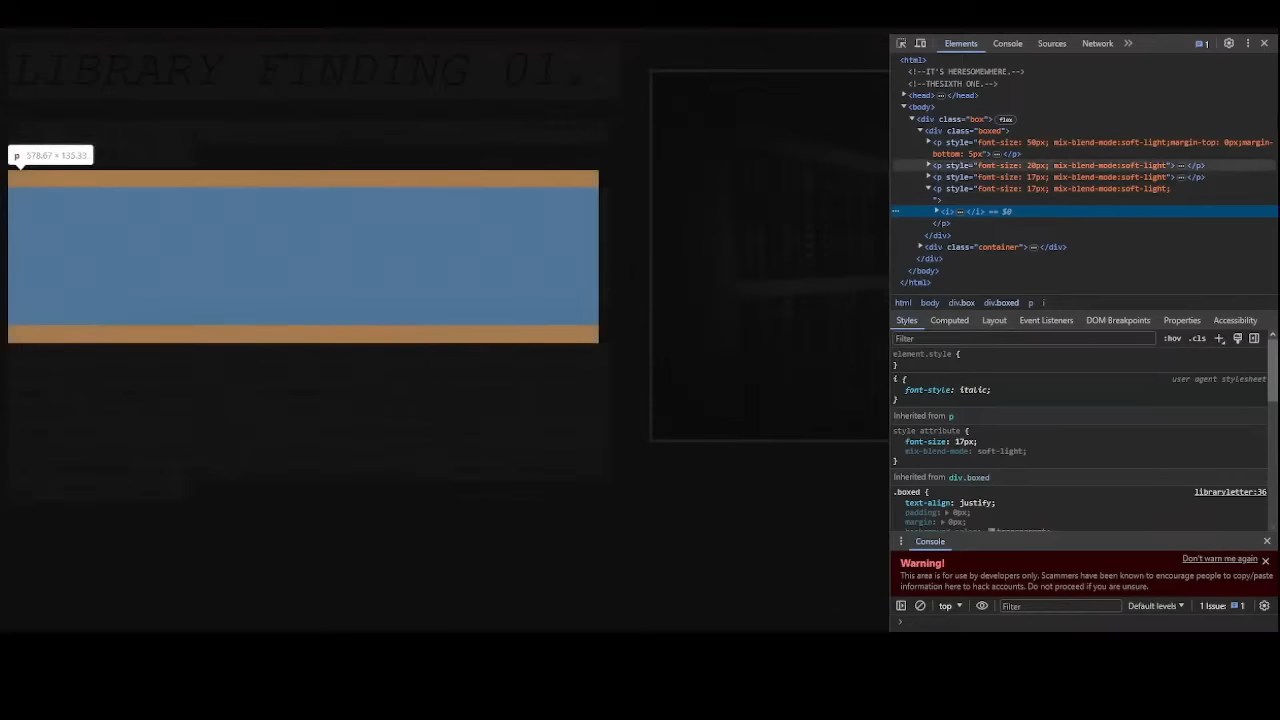 LIBRARY FINDING 01.
p 578.67 × 135.33
Elements Console Sources Network » 1
<html>
<!--IT'S HERESOMEWHERE.-->
<!--THESIXTH ONE.-->
<head> … </head>
<body>
<div class="box"> flex
<div class="boxed">
<p style="font-size: 50px; mix-blend-mode:soft-light;margin-top: 0px;margin-
bottom: 5px"> … </p>
<p style="font-size: 20px; mix-blend-mode:soft-light"> … </p>
<p style="font-size: 17px; mix-blend-mode:soft-light"> … </p>
<p style="font-size: 17px; mix-blend-mode:soft-light;
">
… <i> … </i> == $0
</p>
</div>
<div class="container"> … </div>
</div>
</body>
</html>
html body div.box div.boxed p i
Styles Computed Layout Event Listeners DOM Breakpoints Properties Accessibility
Filter :hov .cls +
element.style {
}
i { user agent stylesheet
font-style: italic;
}
Inherited from p
style attribute {
font-size: 17px;
mix-blend-mode: soft-light;
}
Inherited from div.boxed
.boxed { libraryletter:36
text-align: justify;
padding: 0px;
margin: 0px;
Console
Warning! Don't warn me again
This area is for use by developers only. Scammers have been known to encourage people to copy/paste
information here to hack accounts. Do not proceed if you are unsure.
top Filter Default levels 1 Issue: 1